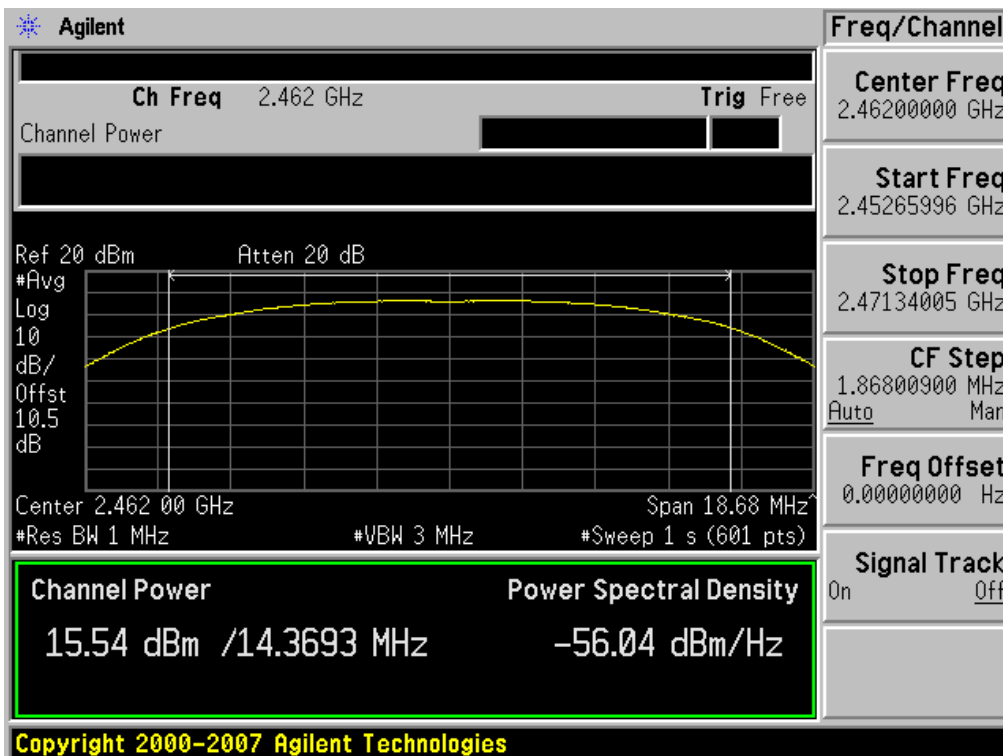 Agilent
Ch Freq 2.462 GHz Trig Free
Channel Power
Ref 20 dBm Atten 20 dB
#Avg
Log
10
dB/
Offst
10.5
dB
Center 2.462 00 GHz Span 18.68 MHz^
#Res BW 1 MHz #VBW 3 MHz #Sweep 1 s (601 pts)
Channel Power Power Spectral Density
15.54 dBm /14.3693 MHz -56.04 dBm/Hz
Copyright 2000-2007 Agilent Technologies
Freq/Channel
Center Freq
2.46200000 GHz
Start Freq
2.45265996 GHz
Stop Freq
2.47134005 GHz
CF Step
1.86800900 MHz
Auto Man
Freq Offset
0.00000000 Hz
Signal Track
On Off